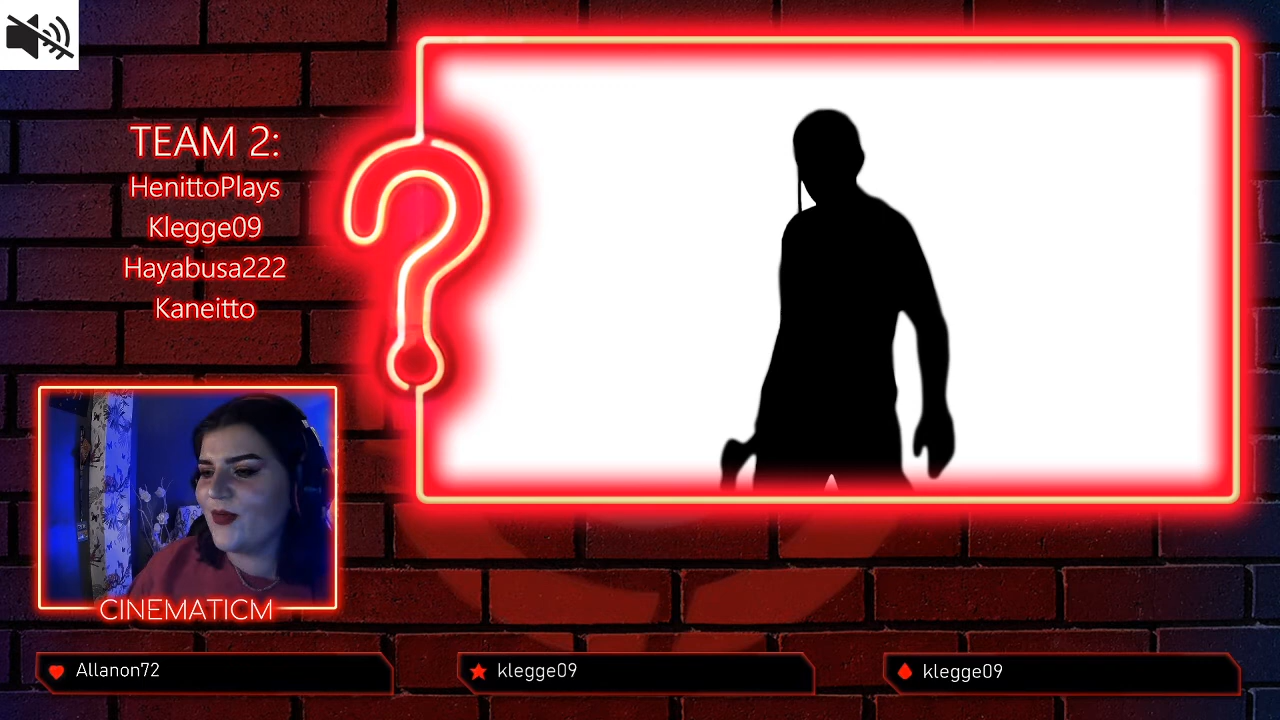 TEAM 2:
HenittoPlays
Klegge09
Hayabusa222
Kaneitto
CINEMATICM
Allanon72
klegge09
klegge09